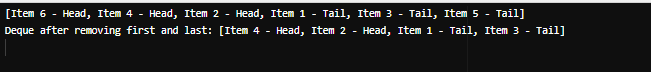 [Item 6 - Head, Item 4 - Head, Item 2 - Head, Item 1 - Tail, Item 3 - Tail, Item 5 - Tail]
Deque after removing first and last: [Item 4 - Head, Item 2 - Head, Item 1 - Tail, Item 3 - Tail]